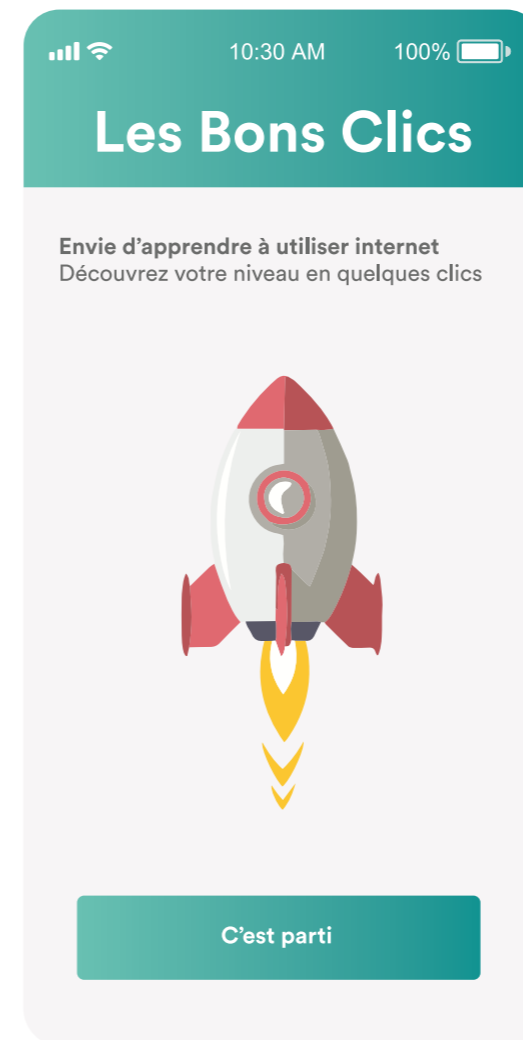 10:30 AM 100%
Les Bons Clics
Envie d’apprendre à utiliser internet
Découvrez votre niveau en quelques clics
C’est parti